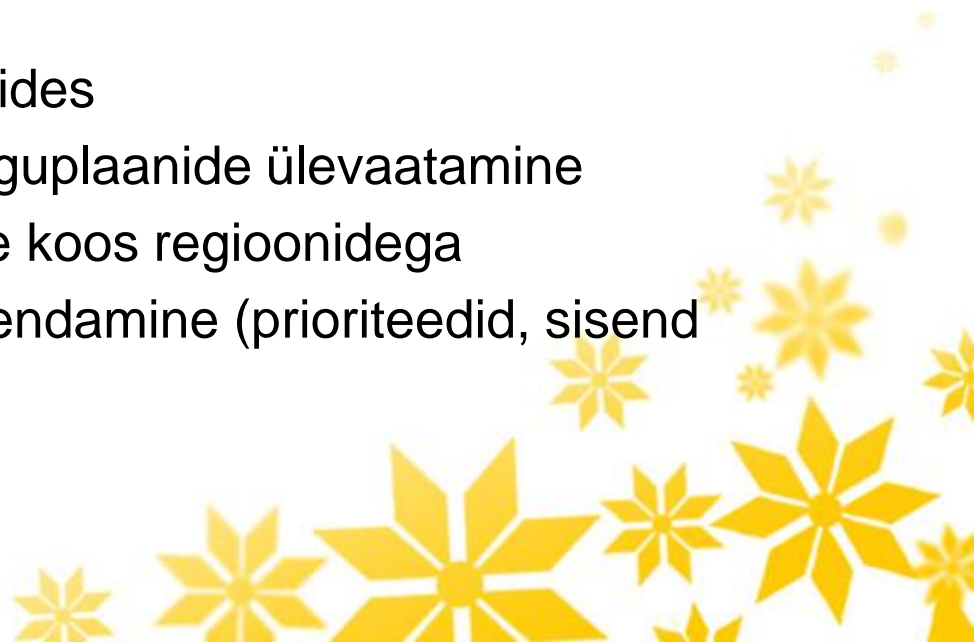 ides
guplaanide ülevaatamine
e koos regioonidega
endamine (prioriteedid, sisend